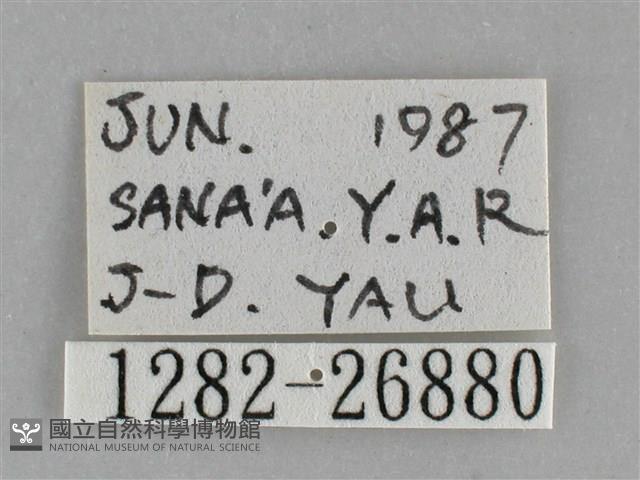 JUN. 1987
SANA'A. Y.A.R
J-D. YAU
1282-26880
國立自然科學博物館
NATIONAL MUSEUM OF NATURAL SCIENCE